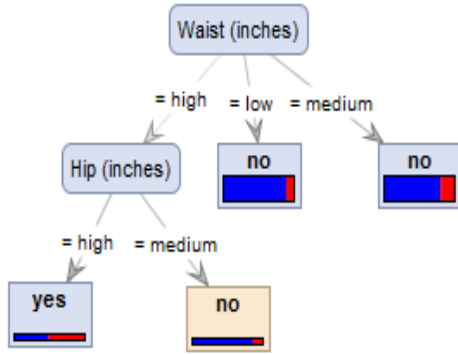 Waist (inches)
= high
= low
= medium
Hip (inches)
no
no
= high
= medium
yes
no